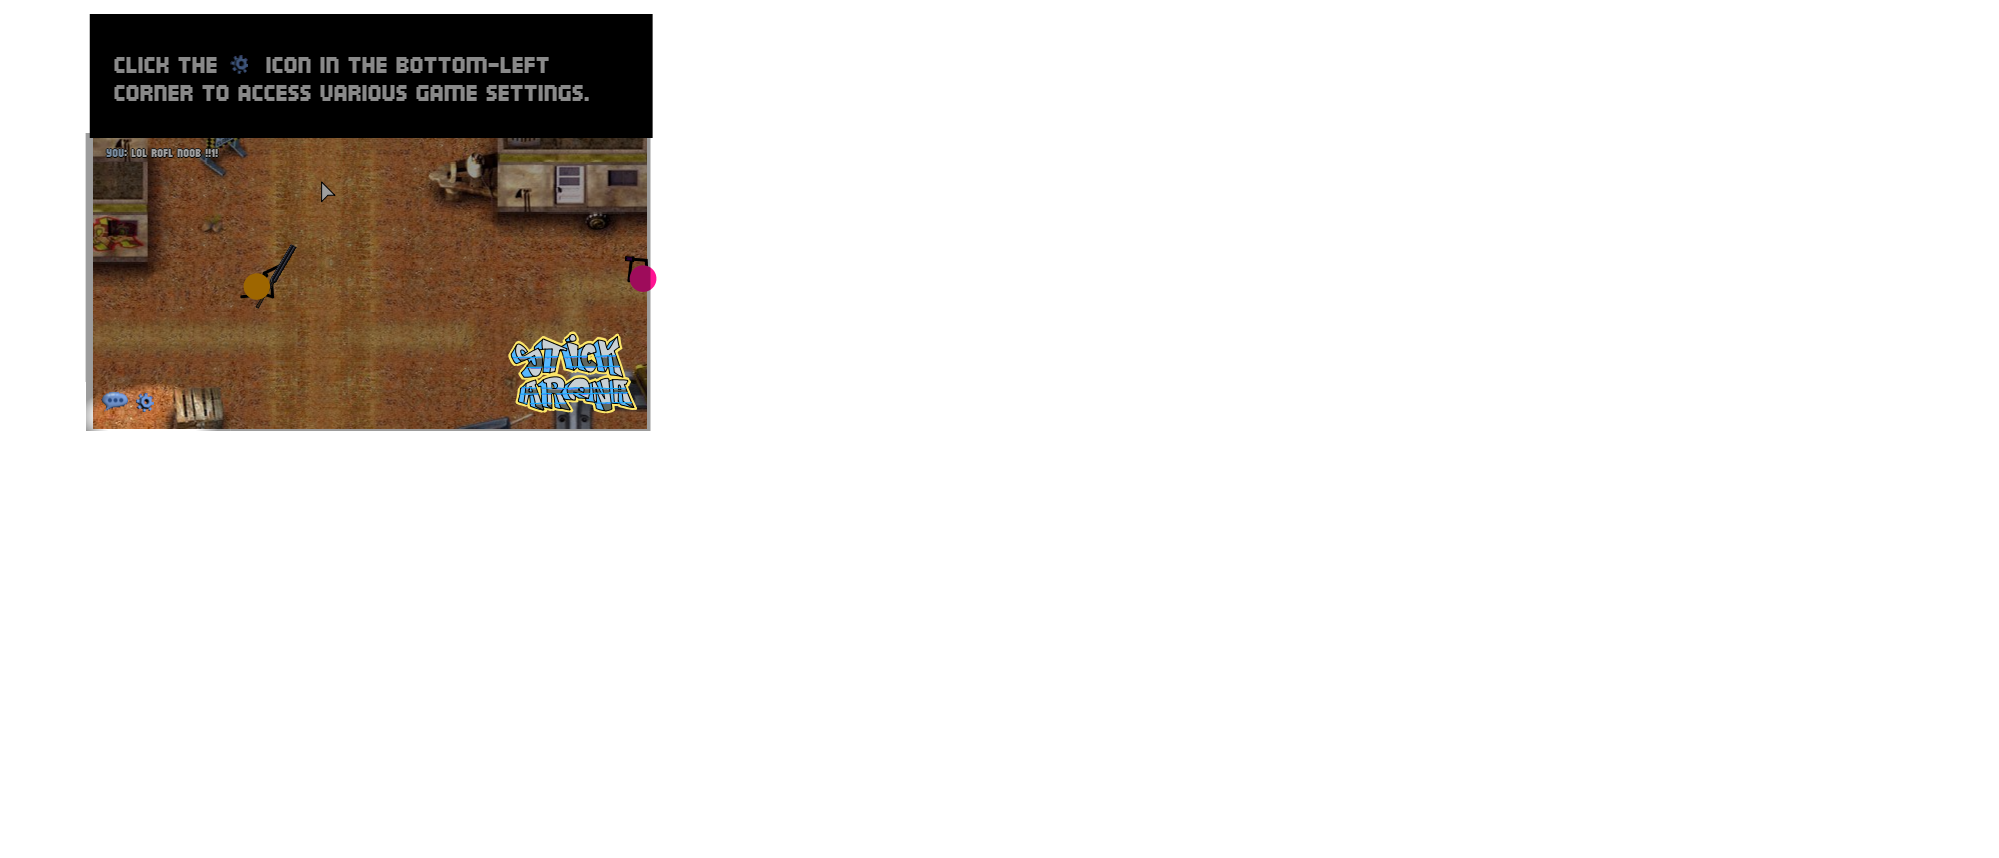 CLICK THE ICON IN THE BOTTOM-LEFT
CORNER TO ACCESS VARIOUS GAME SETTINGS.
YOU: LOL ROFL NOOB !!1!
STICK
ARENA